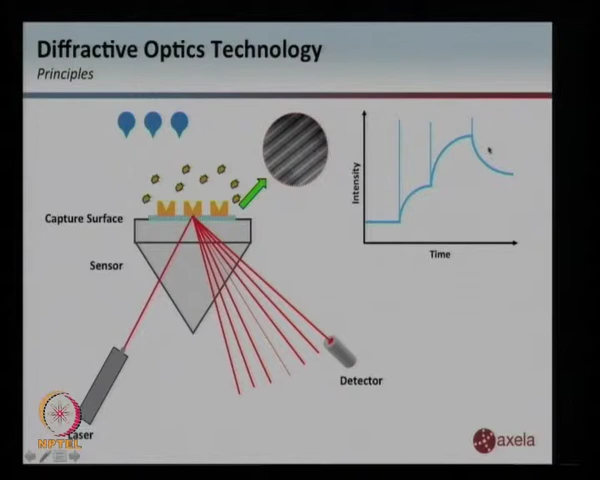 Diffractive Optics Technology
Principles
Capture Surface
Sensor
Intensity
Time
Detector
Laser
NPTEL
axela